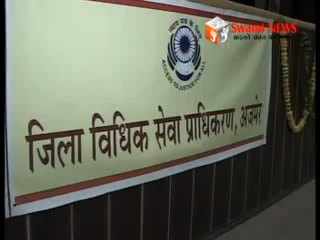 Swami NEWS
ACCESS TO JUSTICE FOR ALL
जिला विधिक सेवा प्राधिकरण, अजमेर